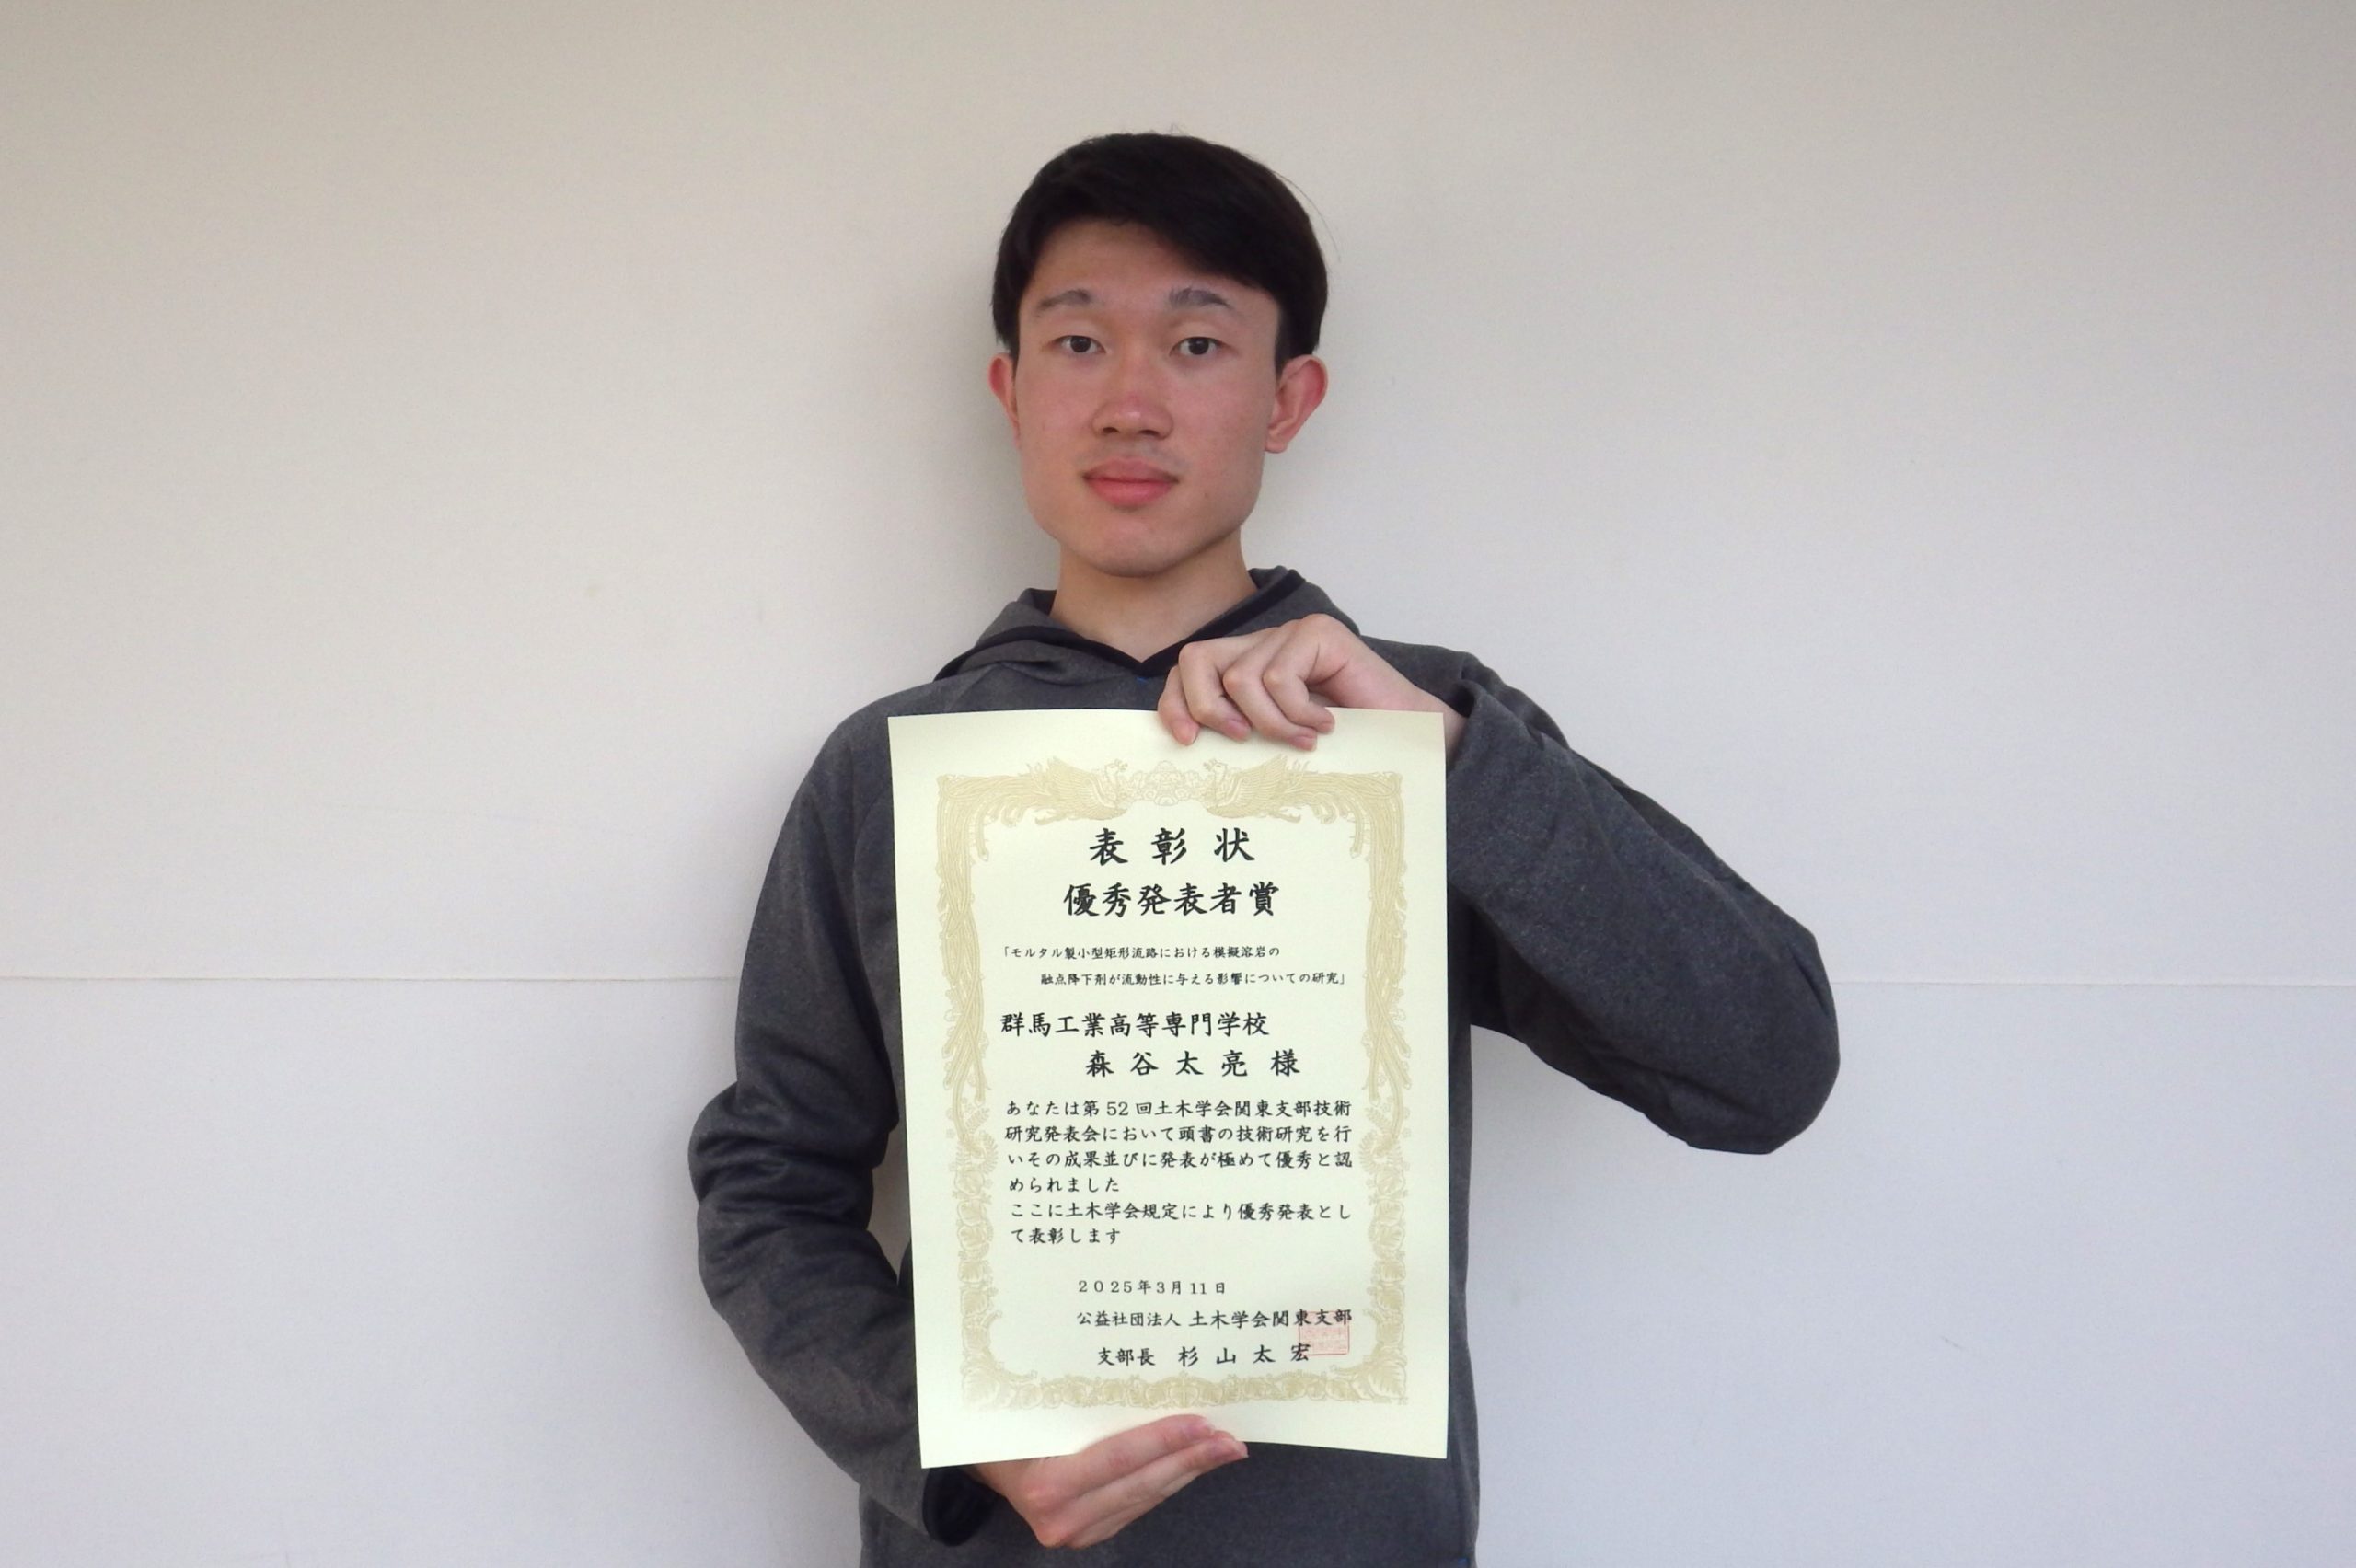 表彰状
優秀発表者賞
「モルタル製小型矩形流路における模擬溶岩の
融点降下剤が流動性に与える影響についての研究」
群馬工業高等専門学校
森谷太亮様
あなたは第52回土木学会関東支部技術
研究発表会において頭書の技術研究を行
いその成果並びに発表が極めて優秀と認
められました
ここに土木学会規定により優秀発表とし
て表彰します
2025年3月11日
公益社団法人 土木学会関東支部
支部長 杉山太宏